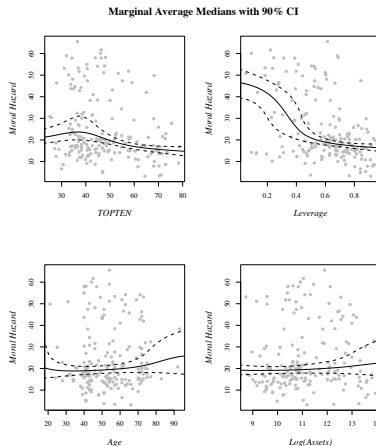 Marginal Average Medians with 90% CI
Moral Hazard
10 20 30 40 50 60
30 40 50 60 70 80
TOPTEN
Moral Hazard
10 20 30 40 50 60
0.2 0.4 0.6 0.8
Leverage
Moral Hazard
10 20 30 40 50 60
20 30 40 50 60 70 80 90
Age
Moral Hazard
10 20 30 40 50 60
9 10 11 12 13
Log(Assets)